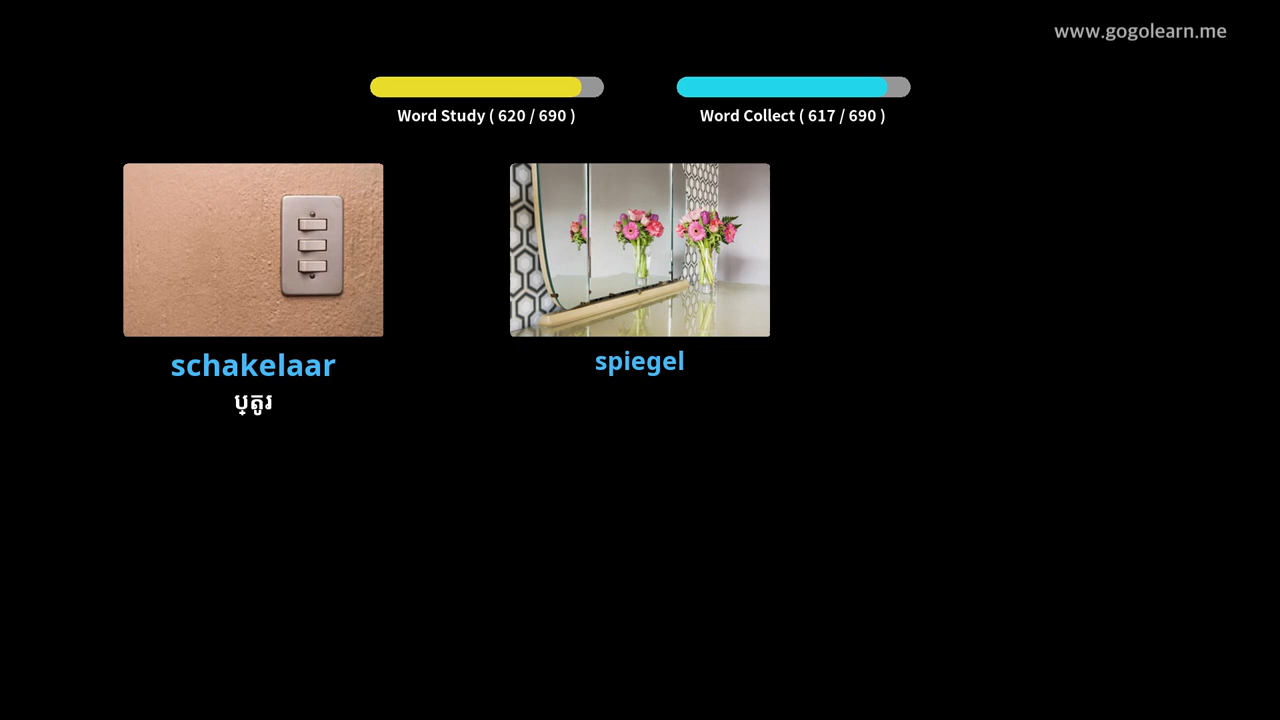 www.gogolearn.me
Word Study ( 620 / 690 )
Word Collect ( 617 / 690 )
schakelaar
ប្តូរ
spiegel